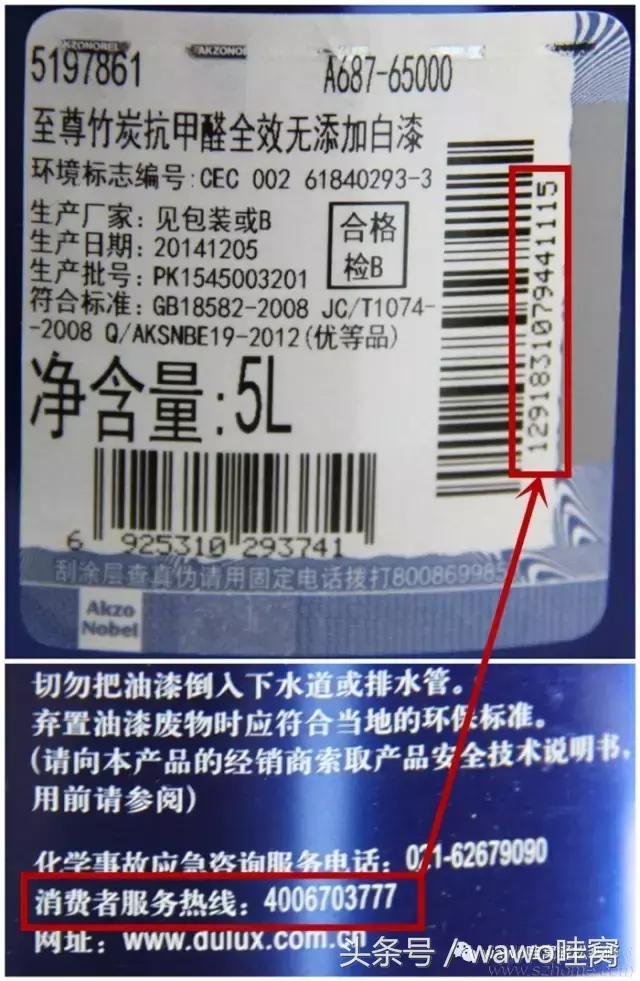 AKZONOBEL
AKZONO
5197861 A687-65000
至尊竹炭抗甲醛全效无添加白漆
环境标志编号:CEC 002 61840293-3
生产厂家:见包装或B
生产日期:20141205
生产批号:PK1545003201
合格
检B
符合标准:GB18582-2008 JC/T1074-
-2008 Q/AKSNBE19-2012(优等品)
净含量:5L
1291831079441115
6 925310 293741
刮涂层查真伪请用固定电话拨打800869985
Akzo
Nobel
切勿把油漆倒入下水道或排水管。
弃置油漆废物时应符合当地的环保标准。
(请向本产品的经销商索取产品安全技术说明书,
用前请参阅)
化学事故应急咨询服务电话:021-62679090
消费者服务热线:4006703777
网址:www.dulux.com.cn
头条号/wawo哇窝